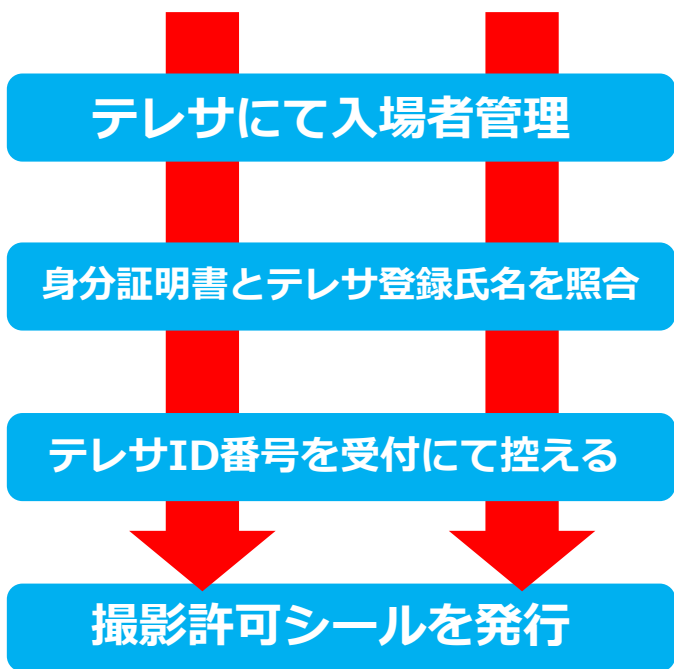 テレサにて入場者管理
身分証明書とテレサ登録氏名を照合
テレサID番号を受付にて控える
撮影許可シールを発行